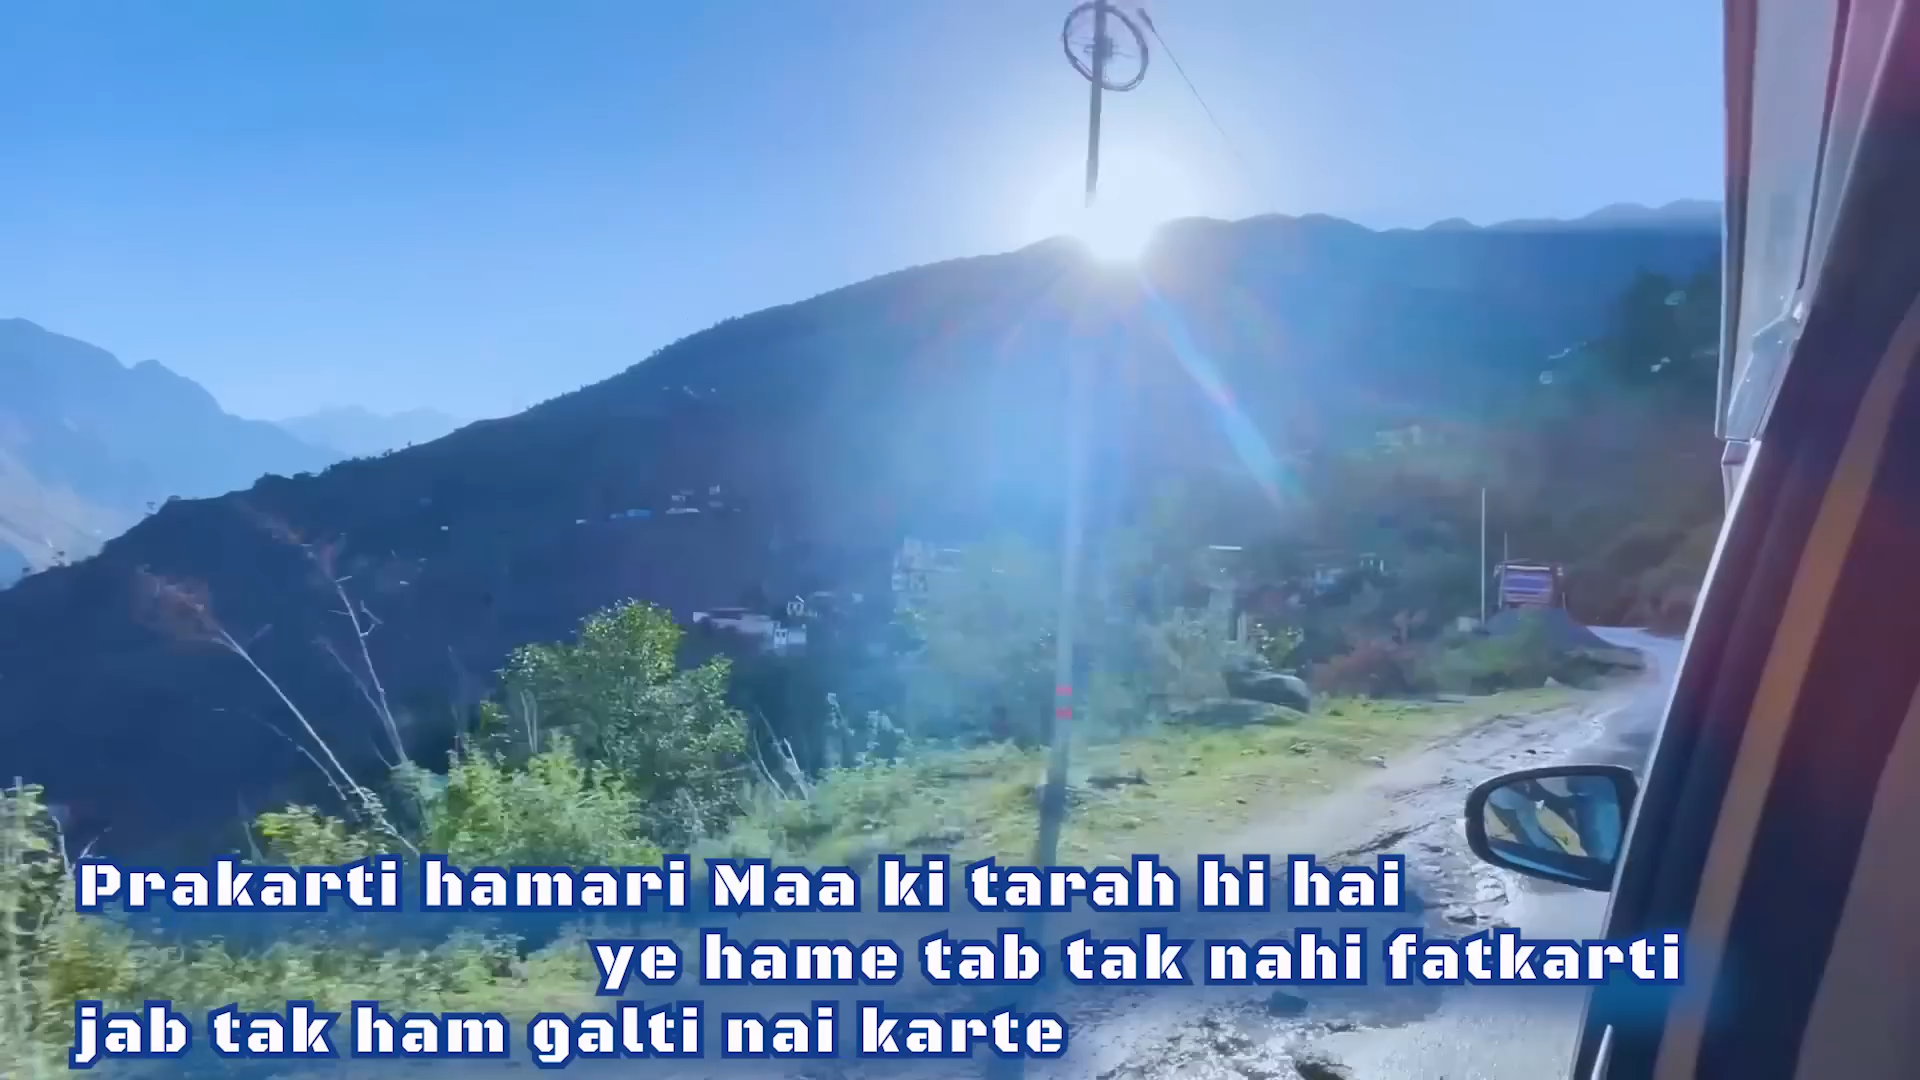 Prakarti hamari Maa ki tarah hi hai
ye hame tab tak nahi fatkarti
jab tak ham galti nai karte